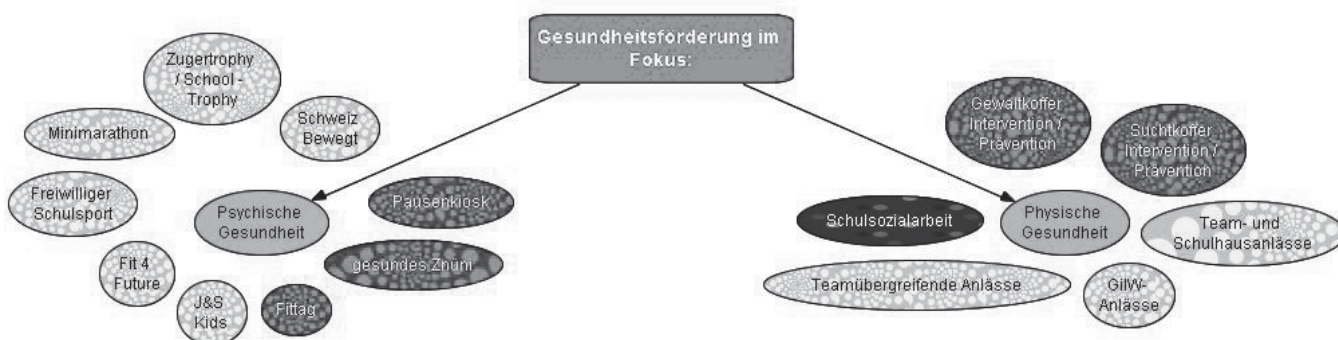 Gesundheitsforderung im
Fokus:
Zugertrophy
/ School -
Trophy
Minimarathon
Schweiz
Bewegt
Freiwilliger
Schulsport
Psychische
Gesundheit
Pausenkiosk
gesundes Znüni
Fit 4
Future
J&S
Kids
Fittag
Gewaltkoffer
Intervention /
Prävention
Suchtkoffer
Intervention /
Prävention
Schulsozialarbeit
Physische
Gesundheit
Team- und
Schulhausanlässe
Teamübergreifende Anlässe
GilW-
Anlässe